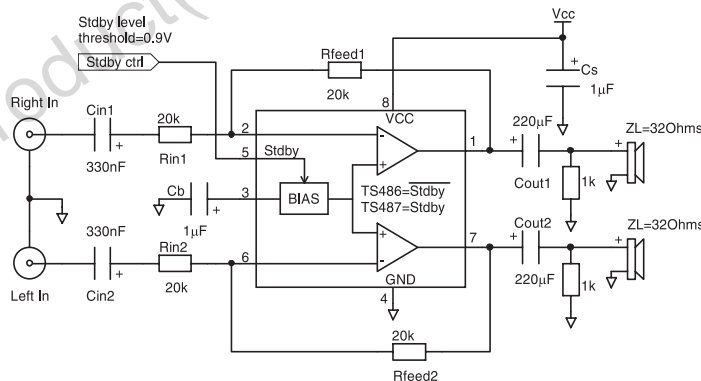 Stdby level
threshold=0.9V
Stdby ctrl
Vcc
Cs
1µF
+
Rfeed1
20k
8
VCC
Right In
Cin1
+
330nF
20k
Rin1
2
5
Stdby
-
+
1
220µF
+
Cout1
ZL=32Ohms
1k
Cb
+
1µF
3
BIAS
TS486=Stdby
TS487=Stdby
330nF
+
Cin2
Left In
Rin2
20k
6
+
-
7
Cout2
+
220µF
ZL=32Ohms
1k
GND
4
20k
Rfeed2
roduct(